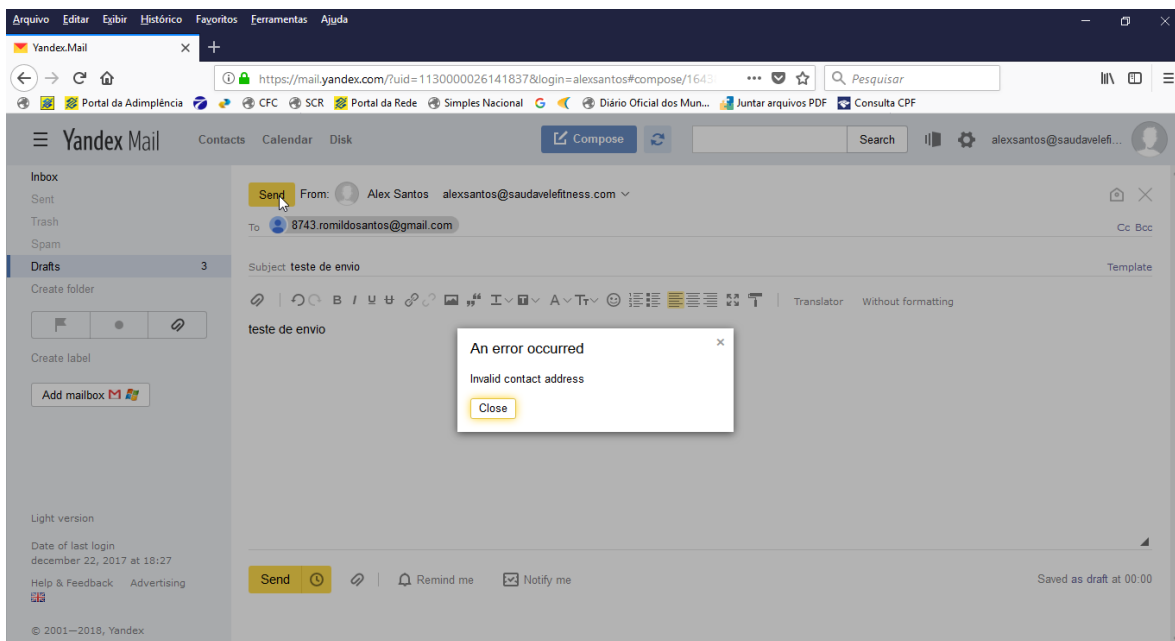 Arquivo Editar Exibir Histórico Favoritos Ferramentas Ajuda
Yandex.Mail
https://mail.yandex.com/?uid=1130000026141837&login=alexsantos#compose/1643
Pesquisar
Portal da Adimplência CFC SCR Portal da Rede Simples Nacional G Diário Oficial dos Mun... Juntar arquivos PDF Consulta CPF
Yandex Mail Contacts Calendar Disk Compose Search alexsantos@saudavelefi...
Inbox
Sent
Trash
Spam
Drafts 3
Create folder
Create label
Add mailbox
Light version
Date of last login
december 22, 2017 at 18:27
Help & Feedback Advertising
© 2001—2018, Yandex
Send From: Alex Santos alexsantos@saudavelefitness.com
To 8743.romildosantos@gmail.com Cc Bcc
Subject teste de envio Template
B I U Translator Without formatting
teste de envio
An error occurred
Invalid contact address
Close
Send Remind me Notify me Saved as draft at 00:00